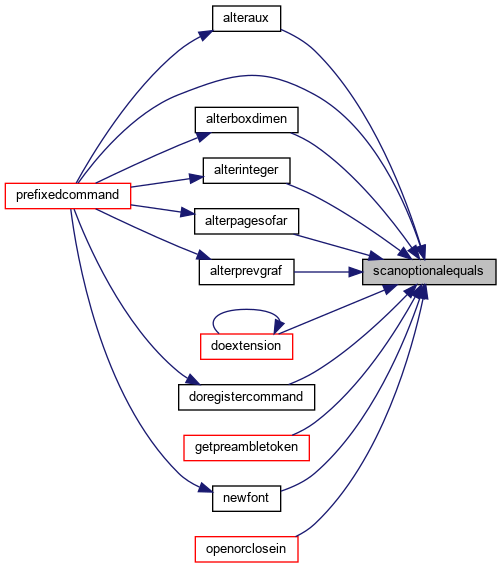 alteraux
alterboxdimen
alterinteger
prefixedcommand
alterpagesofar
alterprevgraf
scanoptionalequals
doextension
doregistercommand
getpreambletoken
newfont
openorclosein